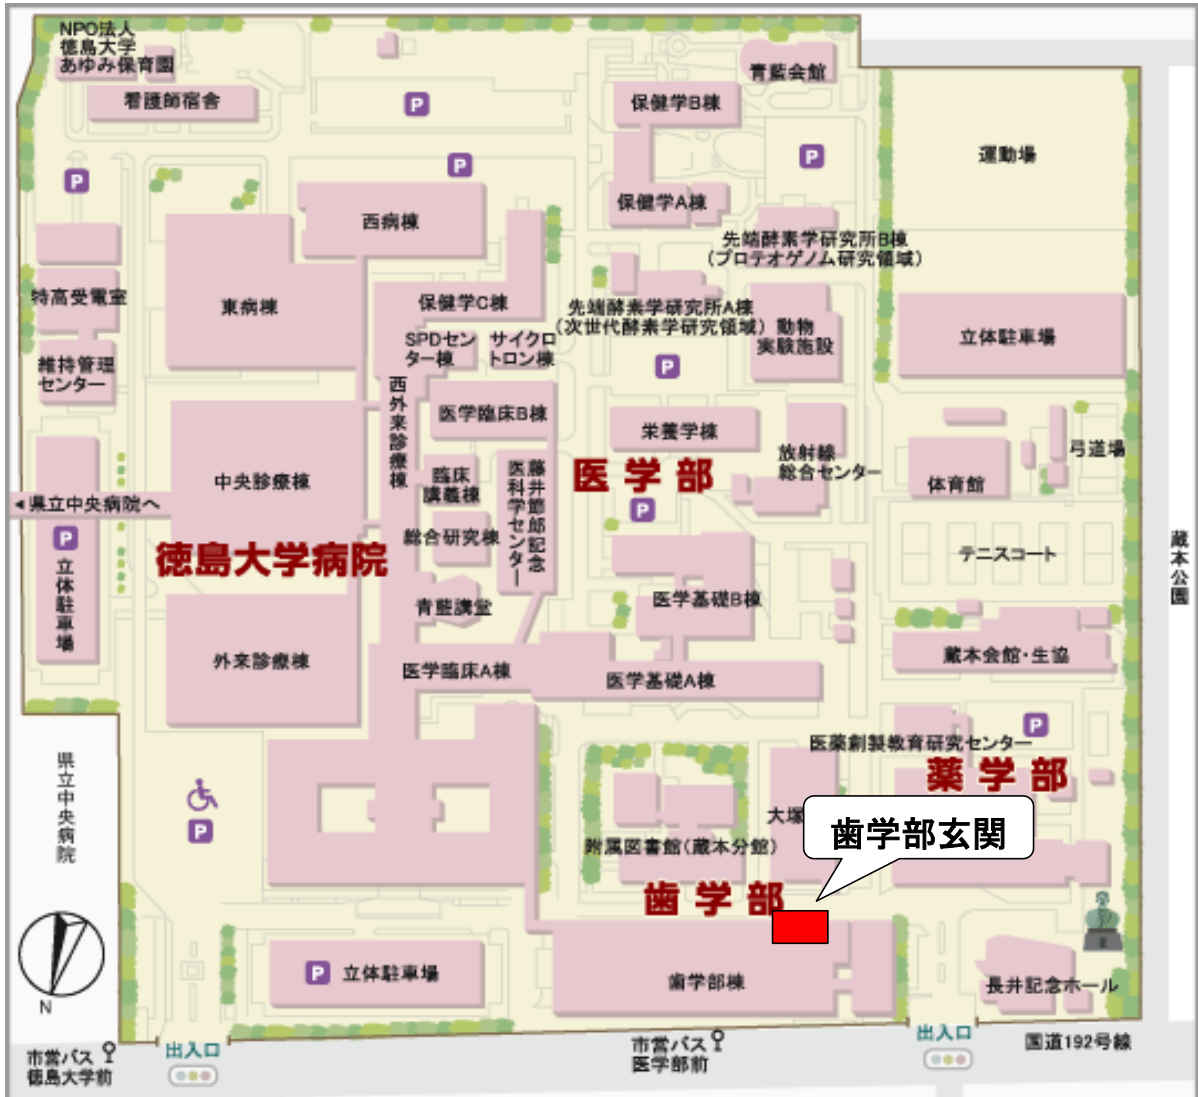 NPO法人
徳島大学
あゆみ保育園
看護師宿舎
P
P
P
P
青藍会館
保健学B棟
保健学A棟
運動場
西病棟
先端酵素学研究所B棟
(プロテオゲノム研究領域)
特高受電室
東病棟
保健学C棟
先端酵素学研究所A棟
(次世代酵素学研究領域)
動物
実験施設
立体駐車場
SPDセン
ター棟
サイクロ
トロン棟
維持管理
センター
P
西外来診療棟
医学臨床B棟
栄養学棟
放射線
総合センター
弓道場
体育館
医学部
中央診療棟
臨床
講義棟
藤井節郎記念
医科学センター
◀県立中央病院へ
P
P
立体駐車場
徳島大学病院
総合研究棟
テニスコート
蔵本公園
青藍講堂
医学基礎B棟
外来診療棟
医学臨床A棟
医学基礎A棟
蔵本会館・生協
P
医薬創製教育研究センター
薬学部
県立中央病院
P
大塚
歯学部玄関
附属図書館(蔵本分館)
歯学部
N
P
立体駐車場
歯学部棟
長井記念ホール
市営バス
徳島大学前
出入口
市営バス
医学部前
出入口
国道192号線